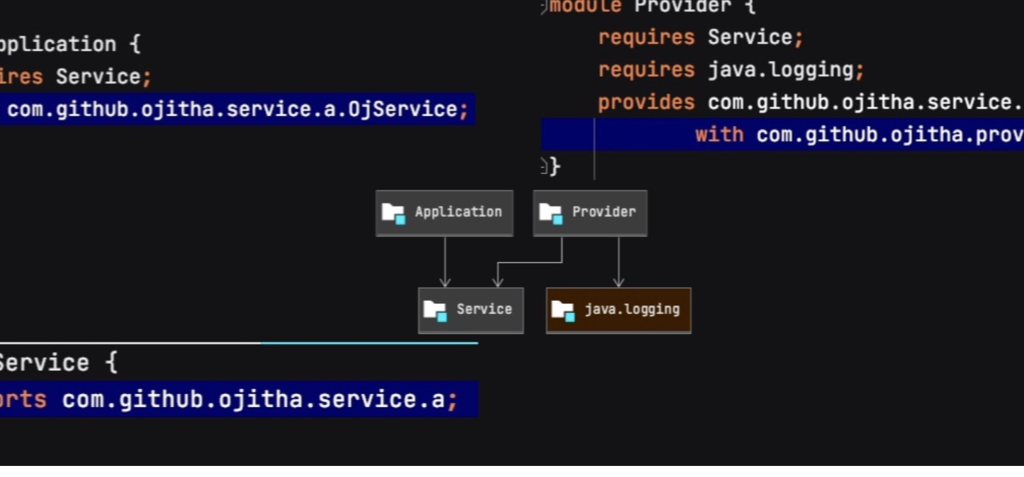 pplication {
ires Service;
com.github.ojitha.service.a.OjService;
module Provider {
requires Service;
requires java.logging;
provides com.github.ojitha.service.
with com.github.ojitha.prov
}
Application
Provider
Service
java.logging
Service {
orts com.github.ojitha.service.a;